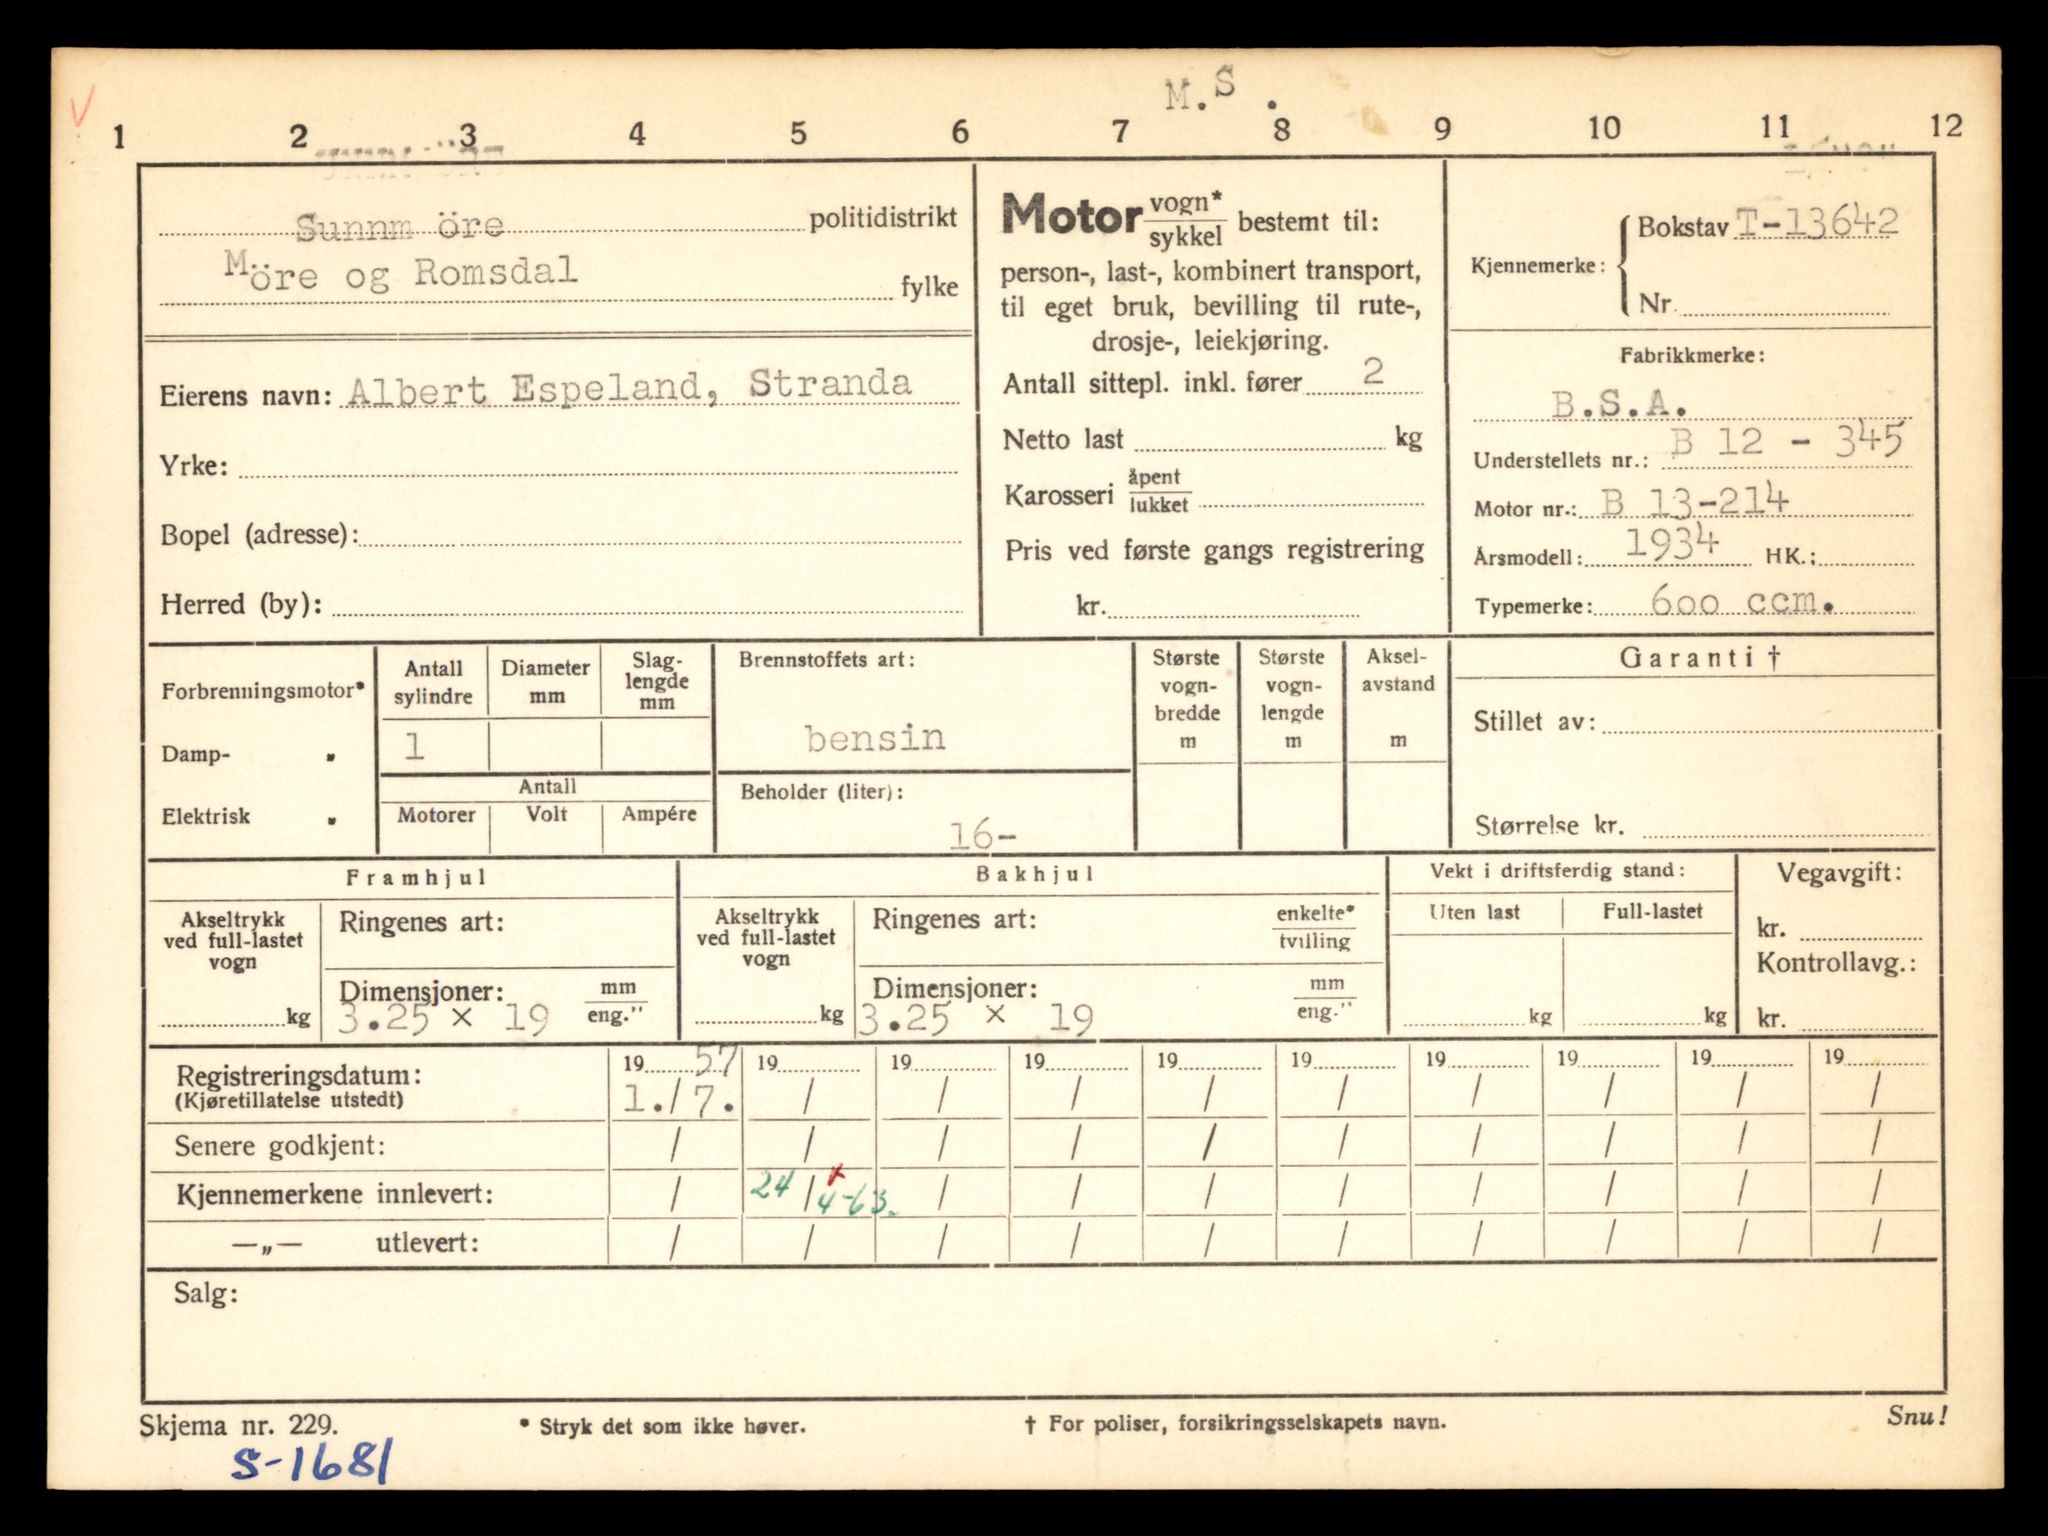 M.S.
1 2 3 4 5 6 7 8 9 10 11 12
Sunnmöre politidistrikt
Möre og Romsdal fylke
Eierens navn: Albert Espeland, Stranda
Yrke:
Bopel (adresse):
Herred (by):
Motor vogn* sykkel bestemt til:
person-, last-, kombinert transport,
til eget bruk, bevilling til rute-,
drosje-, leiekjøring.
Antall sittepl. inkl. fører 2
Netto last kg
Karosseri åpent lukket
Pris ved første gangs registrering
kr.
Kjennemerke: Bokstav T-13642
Nr.
Fabrikkmerke:
B.S.A.
Understellets nr.: B 12 - 345
Motor nr.: B 13-214
Årsmodell: 1934 HK.:
Typemerke: 600 ccm.
Forbrenningsmotor*
Damp- „
Elektrisk „
Antall sylindre
Diameter mm
Slag-
lengde
mm
1
Antall
Motorer Volt Ampére
Brennstoffets art:
bensin
Beholder (liter):
16-
Største
vogn-
bredde
m
Største
vogn-
lengde
m
Aksel-
avstand
m
Garanti †
Stillet av:
Størrelse kr.
Framhjul
Akseltrykk
ved full-lastet
vogn
kg
Ringenes art:
Dimensjoner: mm eng."
3.25 × 19
Bakhjul
Akseltrykk
ved full-lastet
vogn
kg
Ringenes art: enkelte* tvilling
Dimensjoner: mm eng."
3.25 × 19
Vekt i driftsferdig stand:
Uten last Full-lastet
kg kg
Vegavgift:
kr.
Kontrollavg.:
kr.
Registreringsdatum: 19 57 19 19 19 19 19 19 19 19 19
(Kjøretillatelse utstedt) 1./7. / / / / / / / / /
Senere godkjent: / / / / / / / / / /
Kjennemerkene innlevert: / 24/4-63. / / / / / / / /
—„— utlevert: / / / / / / / / / /
Salg:
Skjema nr. 229. * Stryk det som ikke høver. † For poliser, forsikringsselskapets navn. Snu!
S-1681